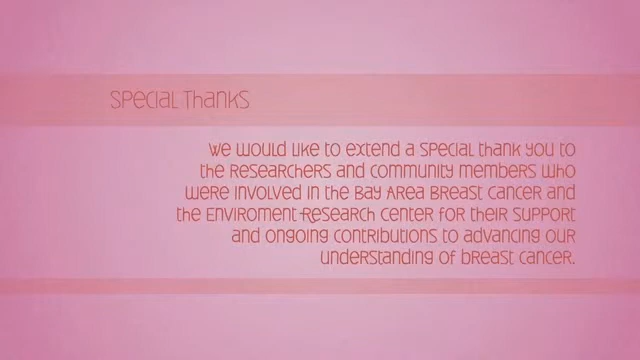 Special Thanks
We would like to extend a special thank you to
the researchers and community members who
were involved in the Bay Area Breast Cancer and
the Enviroment Research Center for their support
and ongoing contributions to advancing our
understanding of breast cancer.